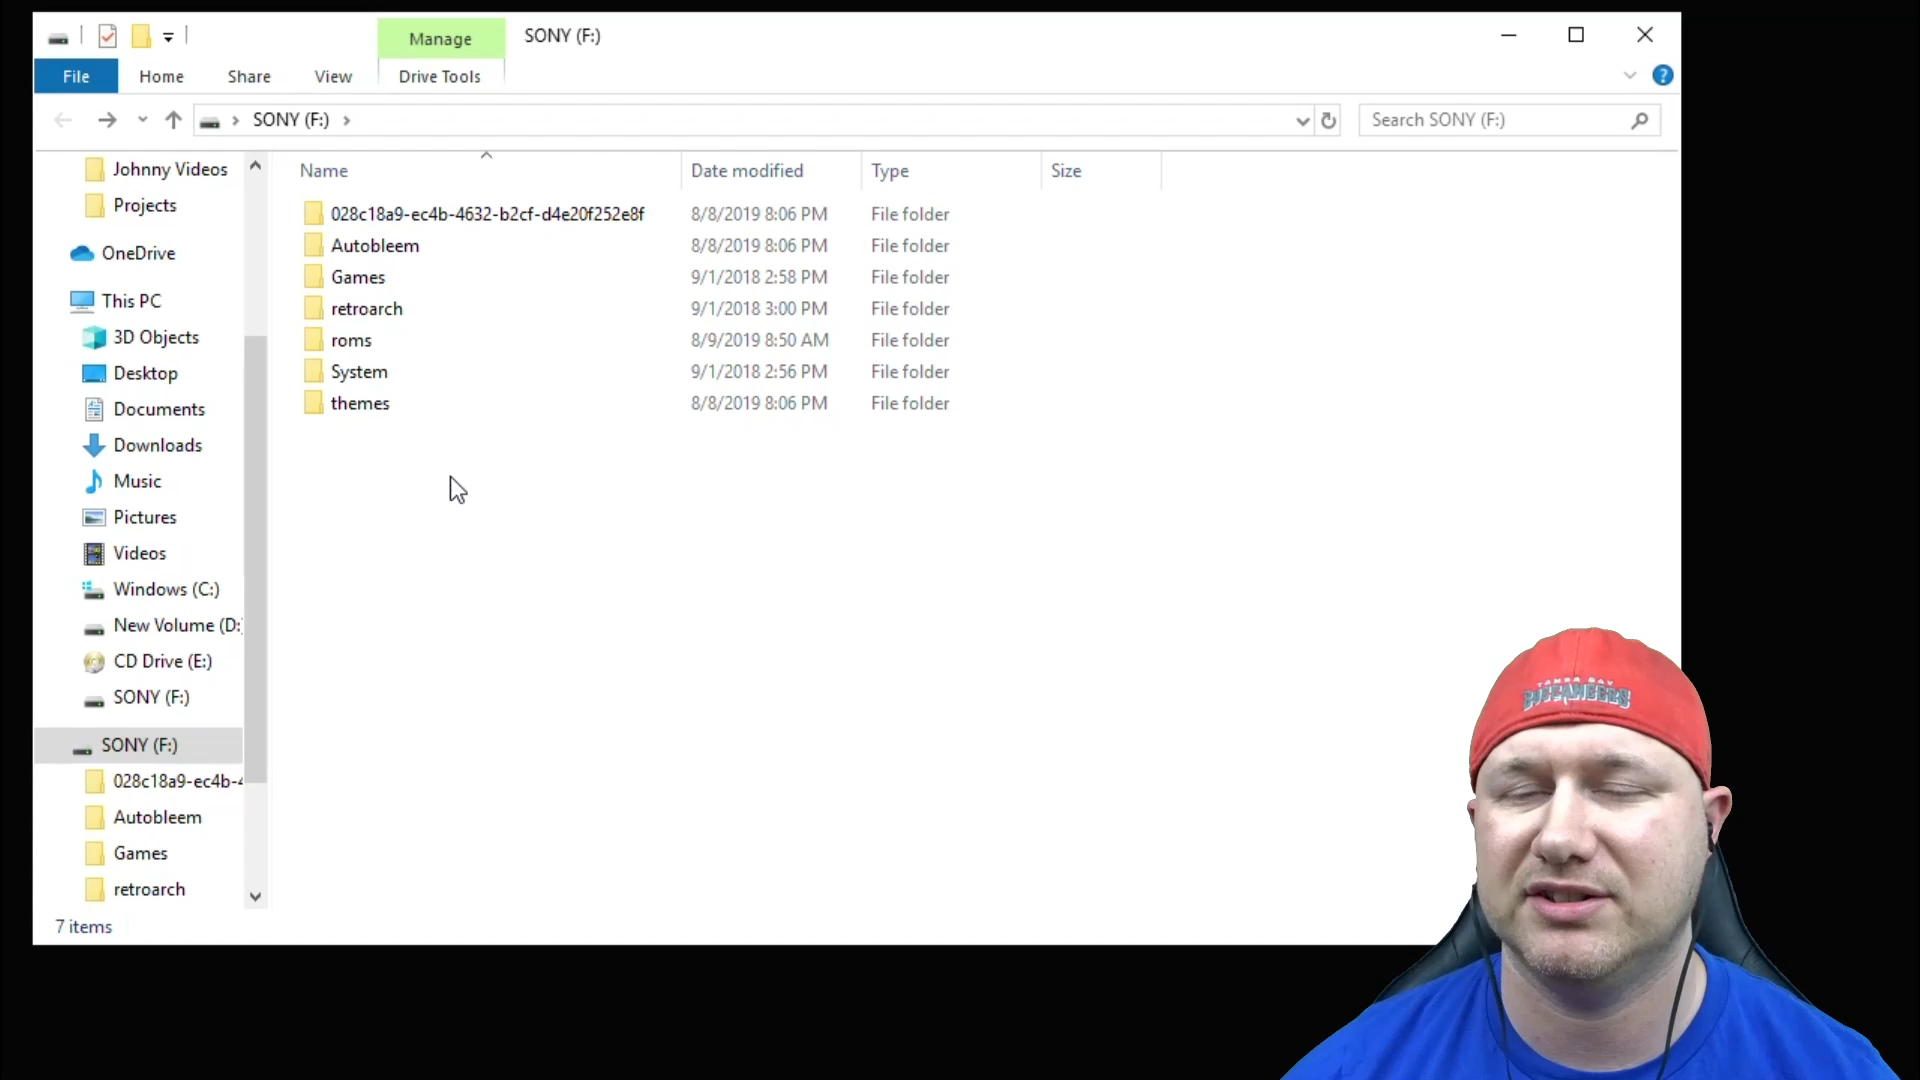 Manage
SONY (F:)
File
Home
Share
View
Drive Tools
SONY (F:)
Search SONY (F:)
Johnny Videos
Projects
OneDrive
This PC
3D Objects
Desktop
Documents
Downloads
Music
Pictures
Videos
Windows (C:)
New Volume (D:
CD Drive (E:)
SONY (F:)
SONY (F:)
028c18a9-ec4b-4
Autobleem
Games
retroarch
7 items
Name Date modified Type Size
028c18a9-ec4b-4632-b2cf-d4e20f252e8f 8/8/2019 8:06 PM File folder
Autobleem 8/8/2019 8:06 PM File folder
Games 9/1/2018 2:58 PM File folder
retroarch 9/1/2018 3:00 PM File folder
roms 8/9/2019 8:50 AM File folder
System 9/1/2018 2:56 PM File folder
themes 8/8/2019 8:06 PM File folder
TAMPA BAY
BUCCANEERS